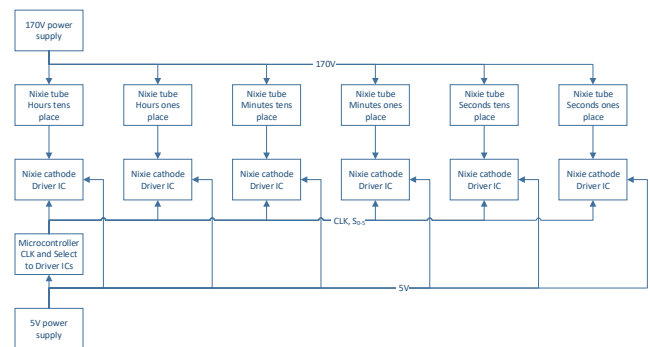 170V power
supply
170V
Nixie tube
Hours tens
place
Nixie tube
Hours ones
place
Nixie tube
Minutes tens
place
Nixie tube
Minutes ones
place
Nixie tube
Seconds tens
place
Nixie tube
Seconds ones
place
Nixie cathode
Driver IC
Nixie cathode
Driver IC
Nixie cathode
Driver IC
Nixie cathode
Driver IC
Nixie cathode
Driver IC
Nixie cathode
Driver IC
CLK, S₀₋₅
Microcontroller
CLK and Select
to Driver ICs
5V
5V power
supply